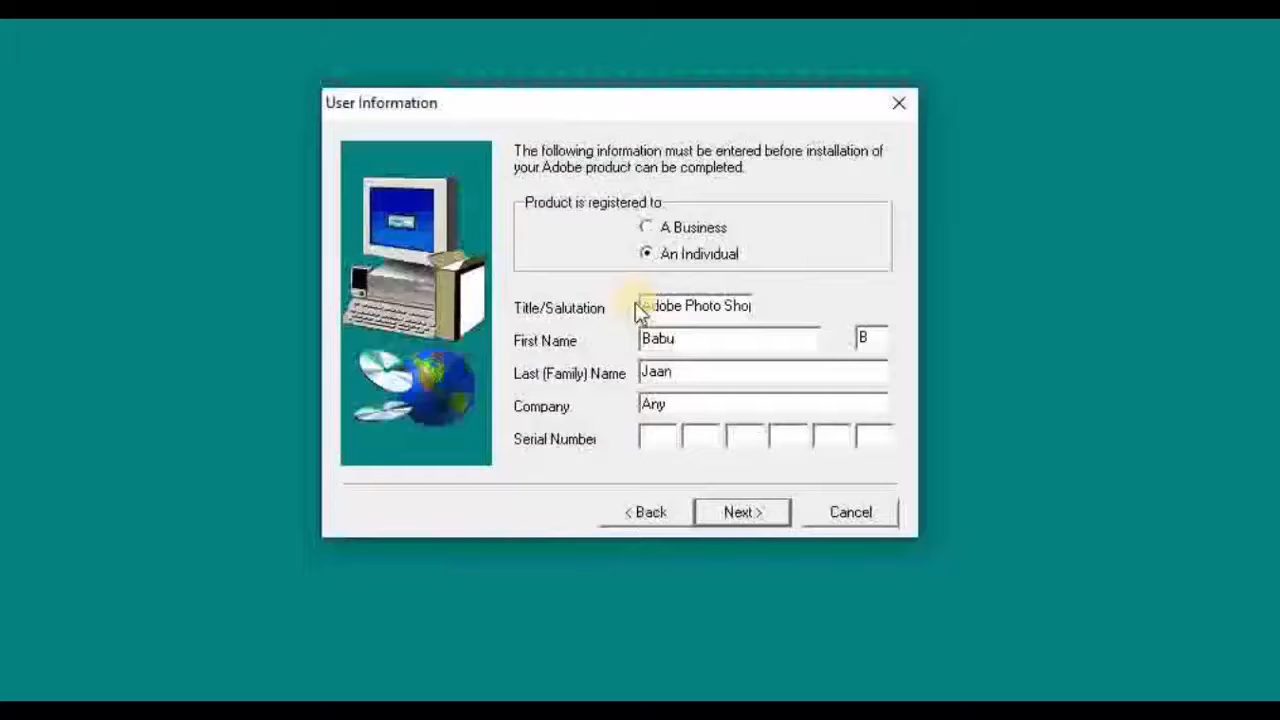 User Information
The following information must be entered before installation of
your Adobe product can be completed.
Product is registered to
A Business
An Individual
Title/Salutation Adobe Photo Shop
First Name Babu B
Last (Family) Name Jaan
Company Any
Serial Number
< Back Next > Cancel